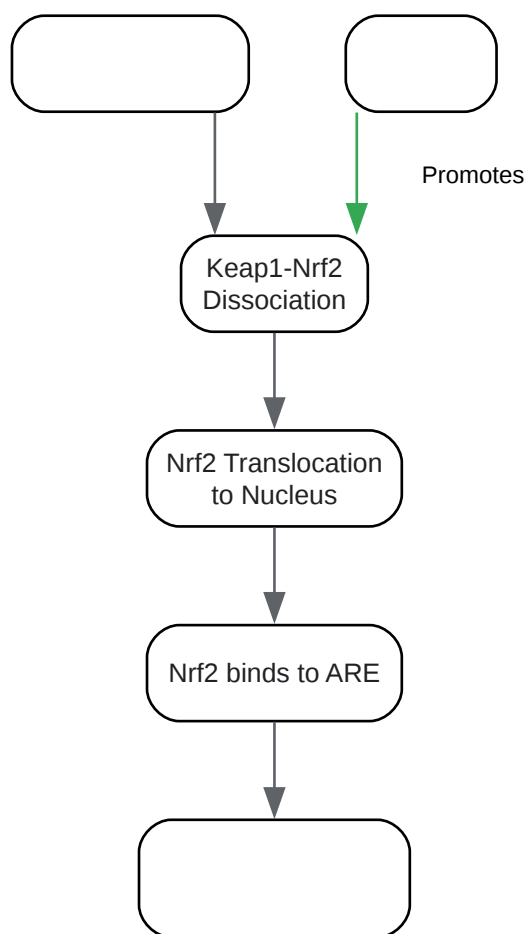 Promotes
Keap1-Nrf2
Dissociation
Nrf2 Translocation
to Nucleus
Nrf2 binds to ARE